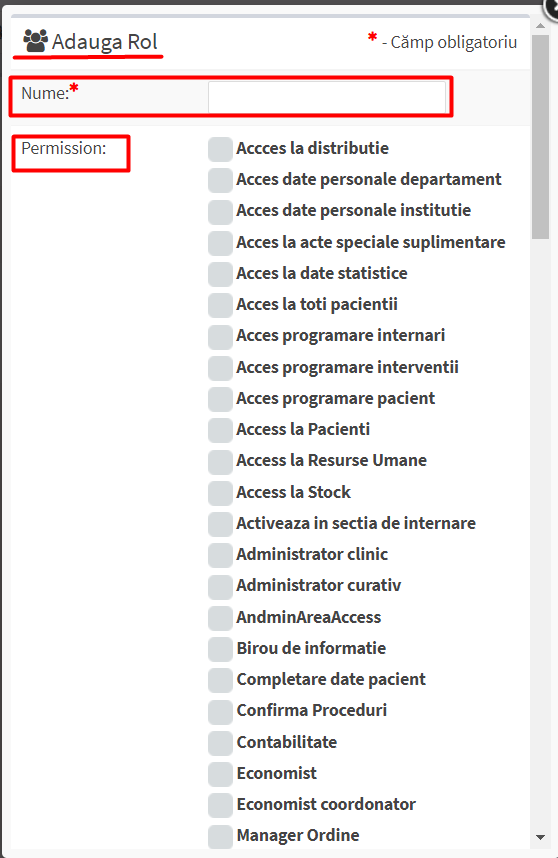 Adauga Rol
* - Cămp obligatoriu
Nume:*
Permission:
Accces la distributie
Acces date personale departament
Acces date personale institutie
Acces la acte speciale suplimentare
Acces la date statistice
Acces la toti pacientii
Acces programare internari
Acces programare interventii
Acces programare pacient
Access la Pacienti
Access la Resurse Umane
Access la Stock
Activeaza in sectia de internare
Administrator clinic
Administrator curativ
AndminAreaAccess
Birou de informatie
Completare date pacient
Confirma Proceduri
Contabilitate
Economist
Economist coordonator
Manager Ordine